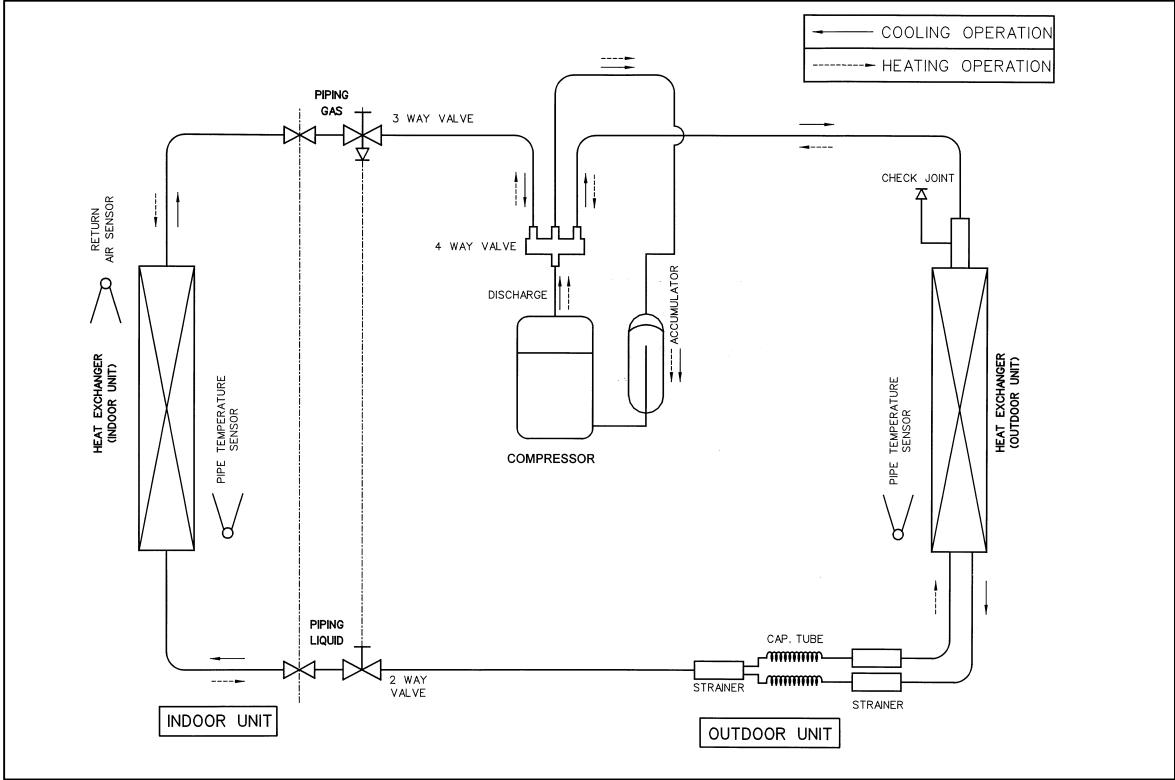 COOLING OPERATION
HEATING OPERATION
PIPING
GAS
3 WAY VALVE
CHECK JOINT
RETURN
AIR SENSOR
4 WAY VALVE
DISCHARGE
ACCUMULATOR
HEAT EXCHANGER
(INDOOR UNIT)
PIPE TEMPERATURE
SENSOR
COMPRESSOR
PIPE TEMPERATURE
SENSOR
HEAT EXCHANGER
(OUTDOOR UNIT)
PIPING
LIQUID
2 WAY
VALVE
CAP. TUBE
STRAINER
STRAINER
INDOOR UNIT
OUTDOOR UNIT